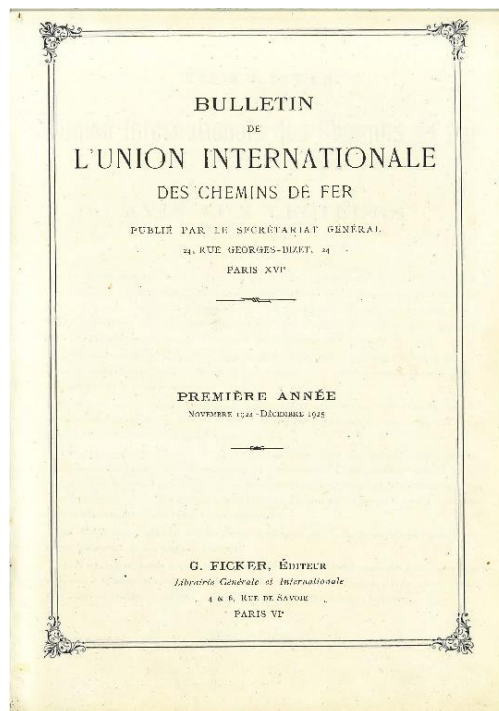 BULLETIN
DE
L'UNION INTERNATIONALE
DES CHEMINS DE FER
PUBLIÉ PAR LE SECRÉTARIAT GÉNÉRAL
24, RUE GEORGES-BIZET, 24
PARIS XVIᵉ
PREMIÈRE ANNÉE
NOVEMBRE 1924-DÉCEMBRE 1925
G. FICKER, ÉDITEUR
Librairie Générale et Internationale
4 & 6, RUE DE SAVOIE
PARIS VIᵉ